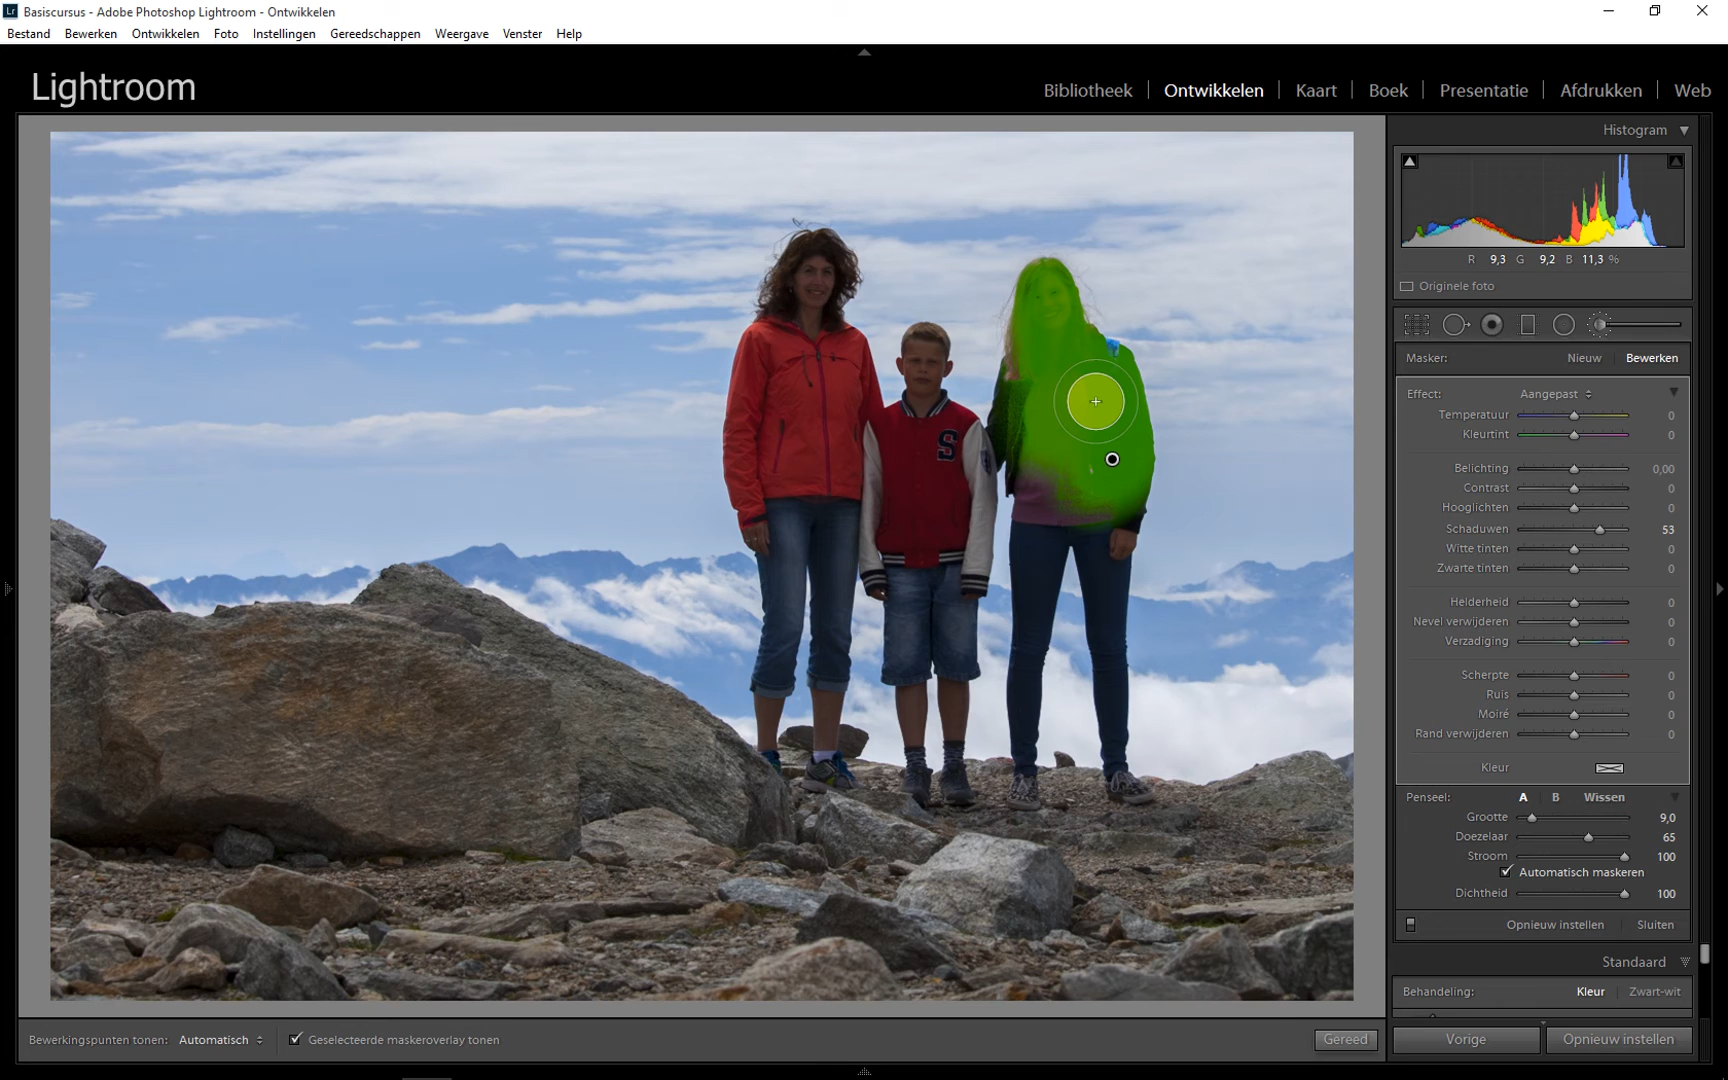 Lr Basiscursus - Adobe Photoshop Lightroom - Ontwikkelen
Bestand Bewerken Ontwikkelen Foto Instellingen Gereedschappen Weergave Venster Help
Lightroom
Bibliotheek Ontwikkelen Kaart Boek Presentatie Afdrukken Web
Histogram
R 9,3 G 9,2 B 11,3 %
Originele foto
Masker: Nieuw Bewerken
Effect: Aangepast
Temperatuur 0
Kleurtint 0
Belichting 0,00
Contrast 0
Hooglichten 0
Schaduwen 53
Witte tinten 0
Zwarte tinten 0
Helderheid 0
Nevel verwijderen 0
Verzadiging 0
Scherpte 0
Ruis 0
Moiré 0
Rand verwijderen 0
Kleur
Penseel: A B Wissen
Grootte 9,0
Doezelaar 65
Stroom 100
Automatisch maskeren
Dichtheid 100
Opnieuw instellen Sluiten
Standaard
Behandeling: Kleur Zwart-wit
Bewerkingspunten tonen: Automatisch Geselecteerde maskeroverlay tonen Gereed
Vorige Opnieuw instellen
S